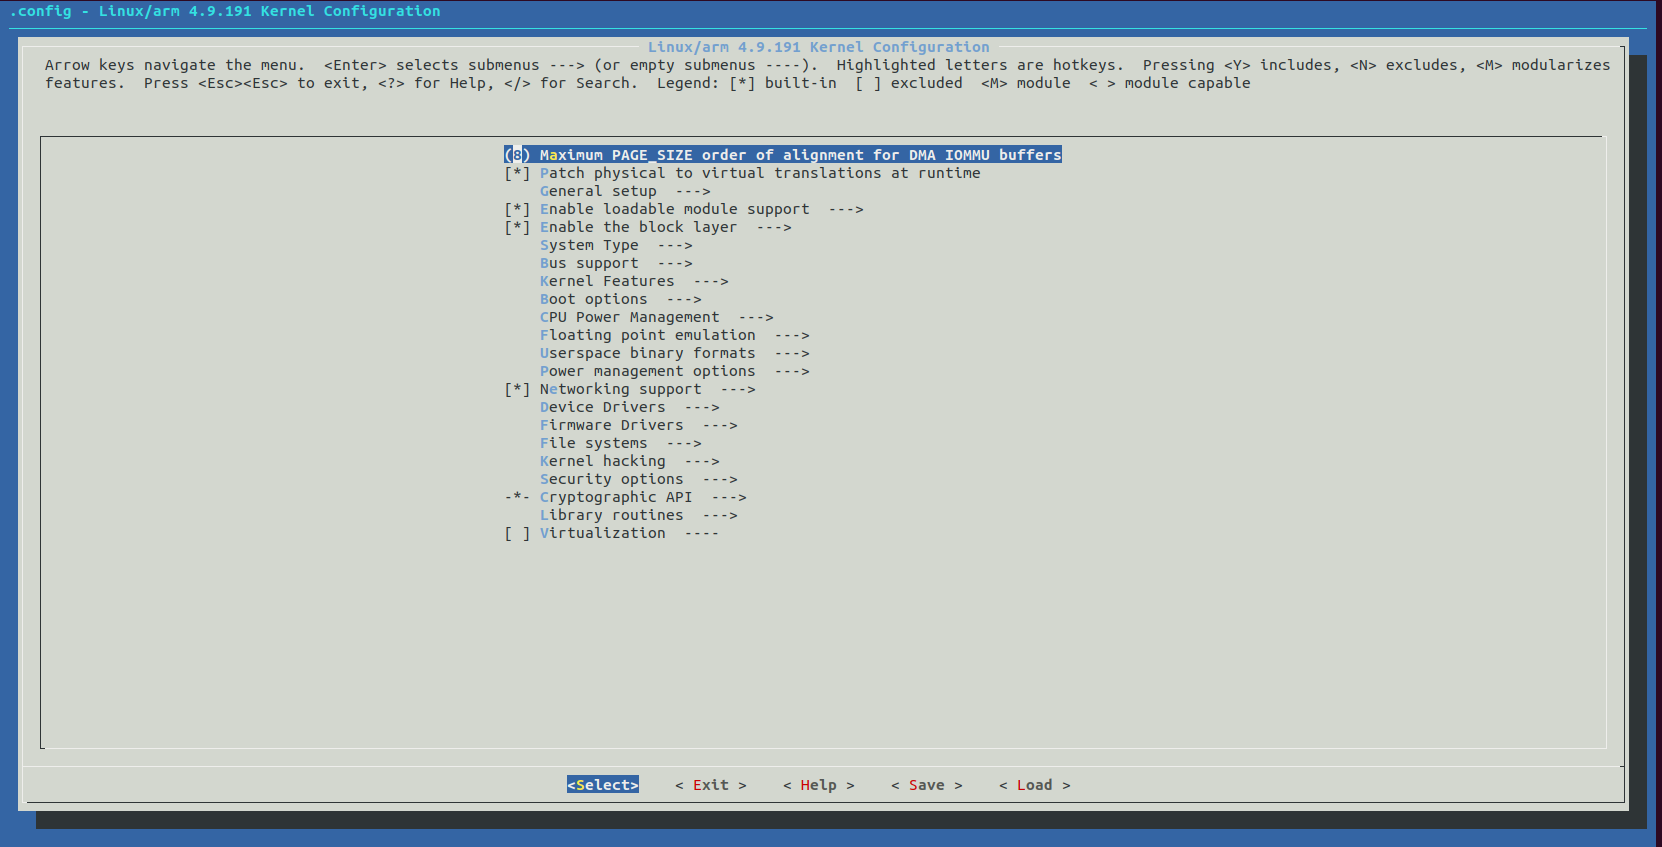 .config - Linux/arm 4.9.191 Kernel Configuration
Linux/arm 4.9.191 Kernel Configuration
Arrow keys navigate the menu.  <Enter> selects submenus ---> (or empty submenus ----).  Highlighted letters are hotkeys.  Pressing <Y> includes, <N> excludes, <M> modularizes
features.  Press <Esc><Esc> to exit, <?> for Help, </> for Search.  Legend: [*] built-in  [ ] excluded  <M> module  < > module capable
(8) Maximum PAGE_SIZE order of alignment for DMA IOMMU buffers
[*] Patch physical to virtual translations at runtime
General setup  --->
[*] Enable loadable module support  --->
[*] Enable the block layer  --->
System Type  --->
Bus support  --->
Kernel Features  --->
Boot options  --->
CPU Power Management  --->
Floating point emulation  --->
Userspace binary formats  --->
Power management options  --->
[*] Networking support  --->
Device Drivers  --->
Firmware Drivers  --->
File systems  --->
Kernel hacking  --->
Security options  --->
-*- Cryptographic API  --->
Library routines  --->
[ ] Virtualization  ----
<Select>    < Exit >    < Help >    < Save >    < Load >